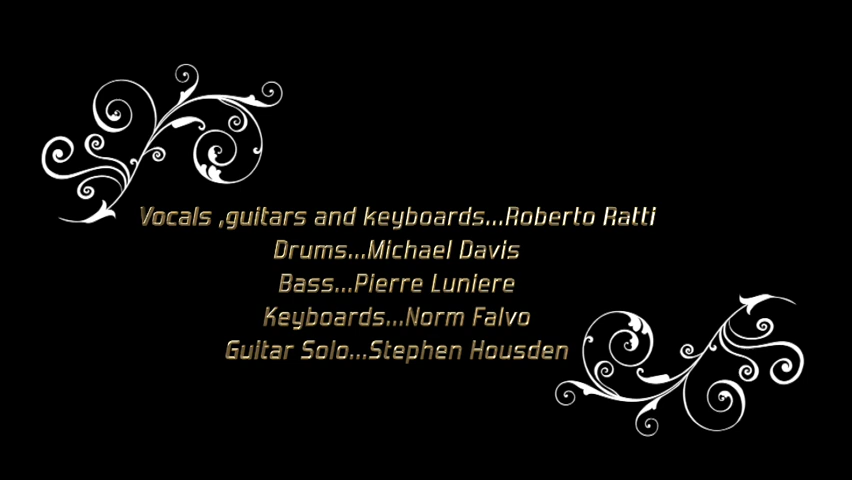 Vocals ,guitars and keyboards...Roberto Ratti
Drums...Michael Davis
Bass...Pierre Luniere
Keyboards...Norm Falvo
Guitar Solo...Stephen Housden